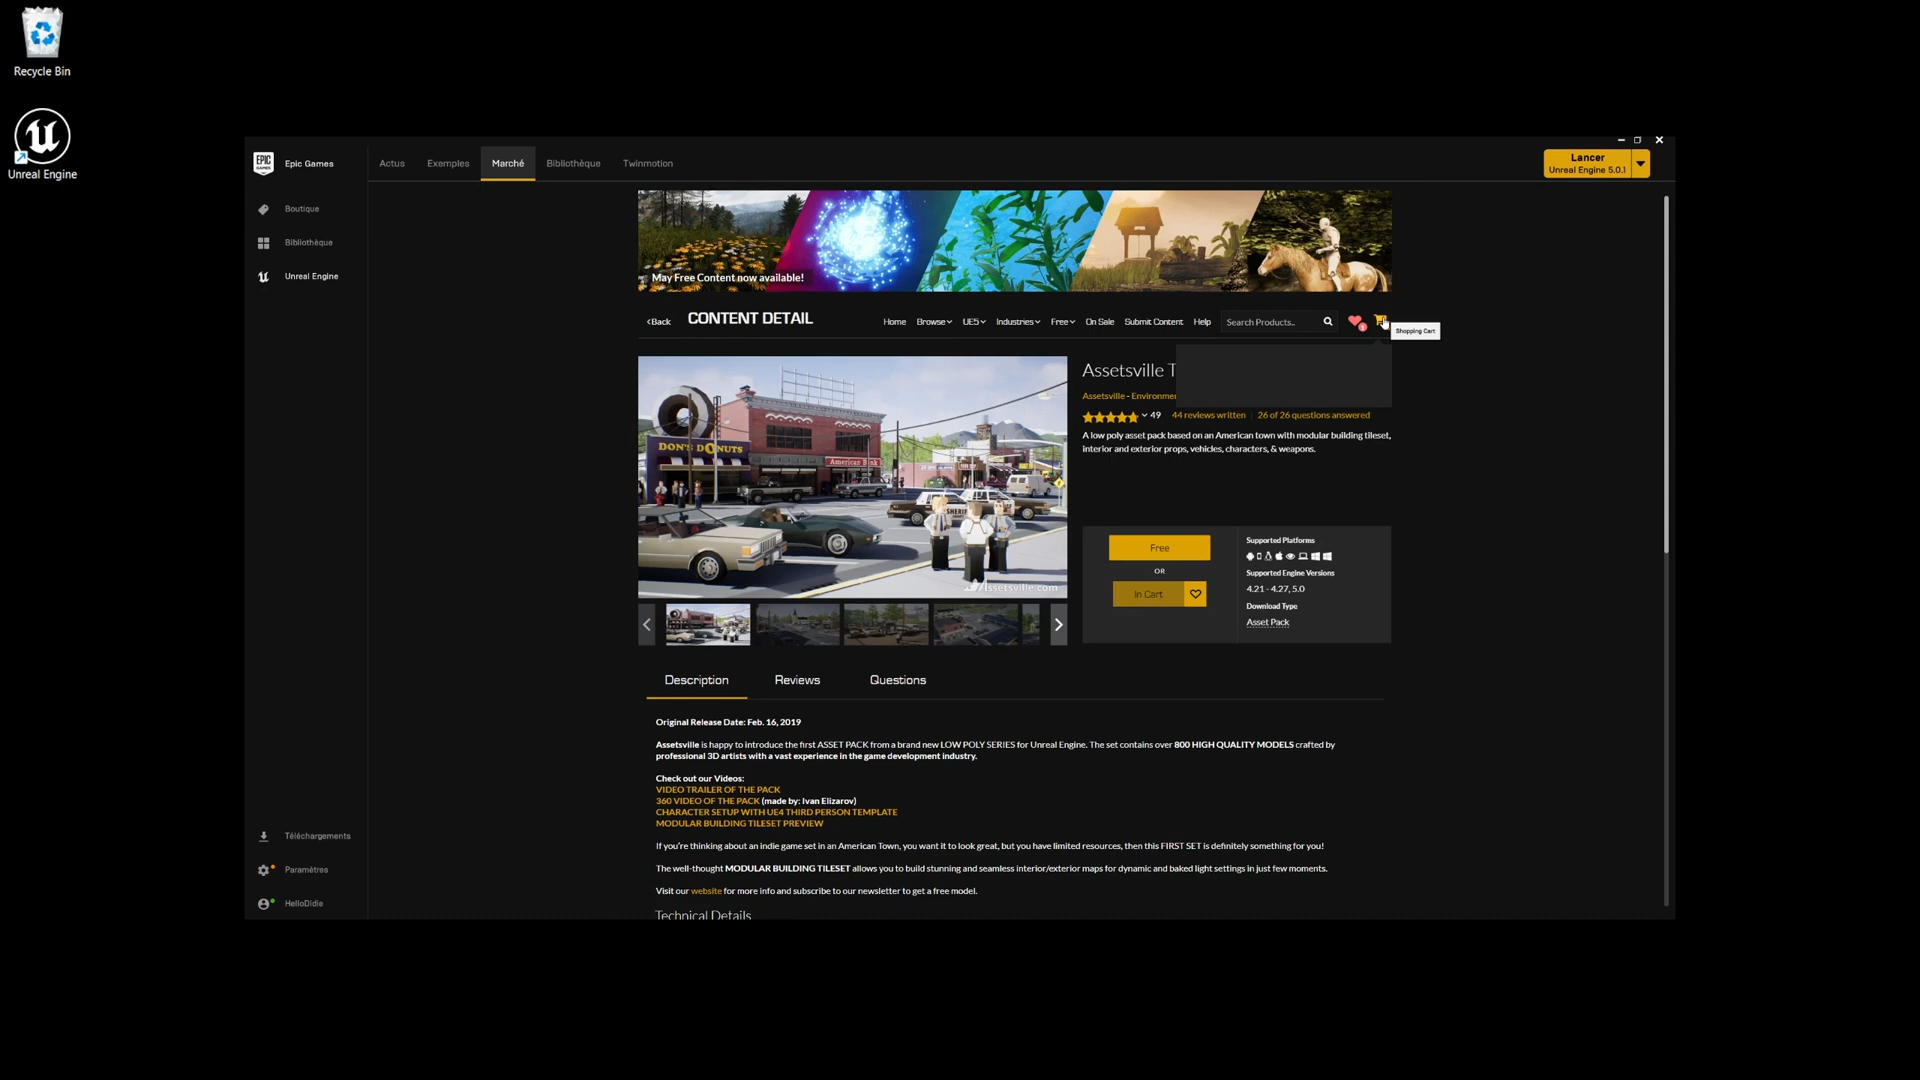 Recycle Bin
Unreal Engine
EPIC GAMES
Epic Games
Boutique
Bibliothèque
Unreal Engine
Téléchargements
Paramètres
HelloDidie
Actus Exemples Marché Bibliothèque Twinmotion
Lancer
Unreal Engine 5.0.1
May Free Content now available!
<Back CONTENT DETAIL Home Browse UE5 Industries Free On Sale Submit Content Help Search Products.. 1
Shopping Cart
DON'S DONUTS
American Bank
SHERIFF
Assetsville.com
Assetsville T
Assetsville - Environme
49 44 reviews written 26 of 26 questions answered
A low poly asset pack based on an American town with modular building tileset,
interior and exterior props, vehicles, characters, & weapons.
Free
OR
In Cart
Supported Platforms
Supported Engine Versions
4.21 - 4.27, 5.0
Download Type
Asset Pack
Description Reviews Questions
Original Release Date: Feb. 16, 2019
Assetsville is happy to introduce the first ASSET PACK from a brand new LOW POLY SERIES for Unreal Engine. The set contains over 800 HIGH QUALITY MODELS crafted by
professional 3D artists with a vast experience in the game development industry.
Check out our Videos:
VIDEO TRAILER OF THE PACK
360 VIDEO OF THE PACK (made by: Ivan Elizarov)
CHARACTER SETUP WITH UE4 THIRD PERSON TEMPLATE
MODULAR BUILDING TILESET PREVIEW
If you're thinking about an indie game set in an American Town, you want it to look great, but you have limited resources, then this FIRST SET is definitely something for you!
The well-thought MODULAR BUILDING TILESET allows you to build stunning and seamless interior/exterior maps for dynamic and baked light settings in just few moments.
Visit our website for more info and subscribe to our newsletter to get a free model.
Technical Details